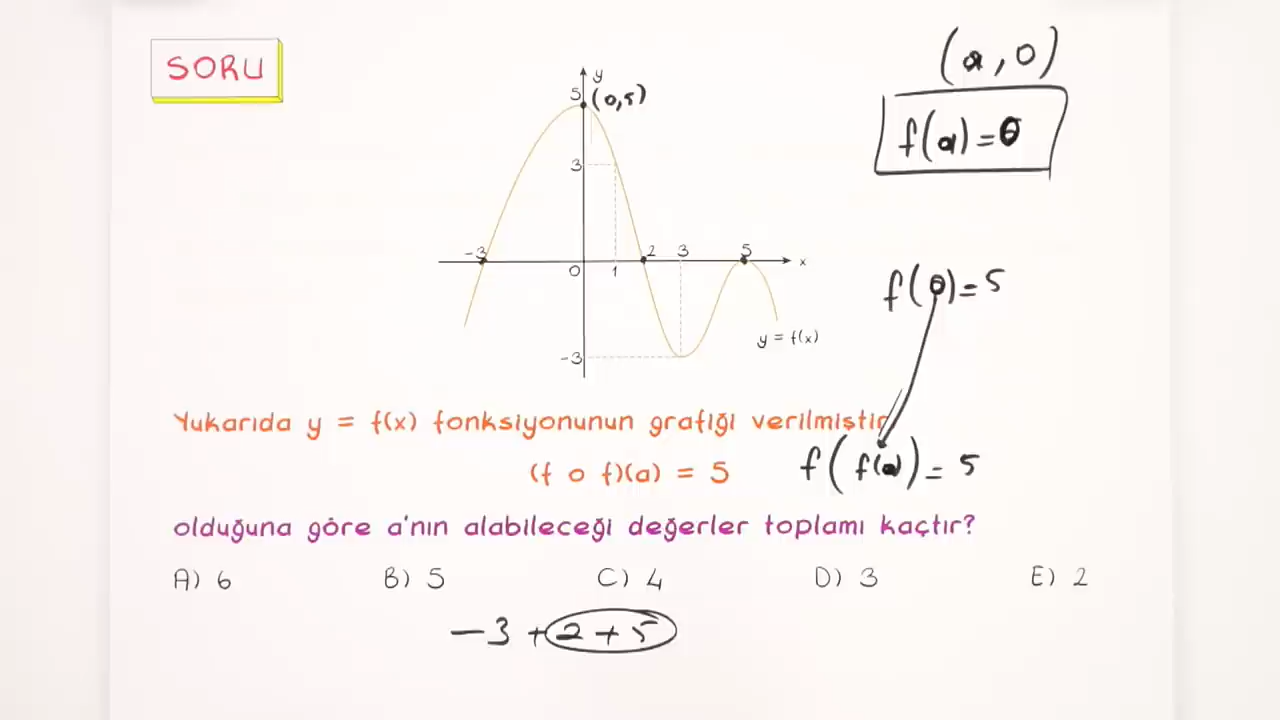 SORU
(a, 0)
f(a) = 0
y
5
(0,5)
3
-3
2
3
5
x
0
1
-3
y = f(x)
f(0) = 5
Yukarıda y = f(x) fonksiyonunun grafiği verilmiştir
(f o f)(a) = 5
f(f(a)) = 5
olduğuna göre a'nın alabileceği değerler toplamı kaçtır?
A) 6 B) 5 C) 4 D) 3 E) 2
-3 + 2 + 5